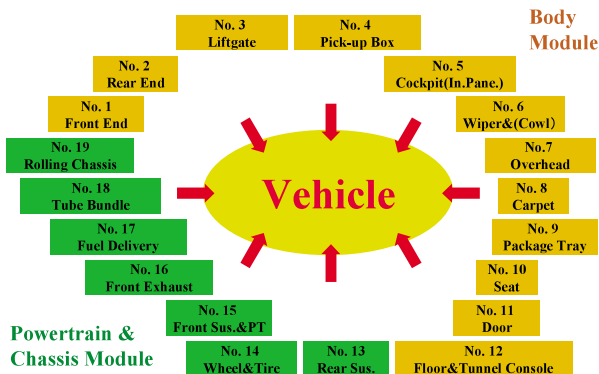 Body
Module
No. 3
Liftgate
No. 4
Pick-up Box
No. 2
Rear End
No. 5
Cockpit(In.Pane.)
No. 1
Front End
No. 6
Wiper&(Cowl)
No. 19
Rolling Chassis
No.7
Overhead
No. 18
Tube Bundle
Vehicle
No. 8
Carpet
No. 17
Fuel Delivery
No. 9
Package Tray
No. 16
Front Exhaust
No. 10
Seat
No. 15
Front Sus.&PT
No. 11
Door
Powertrain &
Chassis Module
No. 14
Wheel&Tire
No. 13
Rear Sus.
No. 12
Floor&Tunnel Console